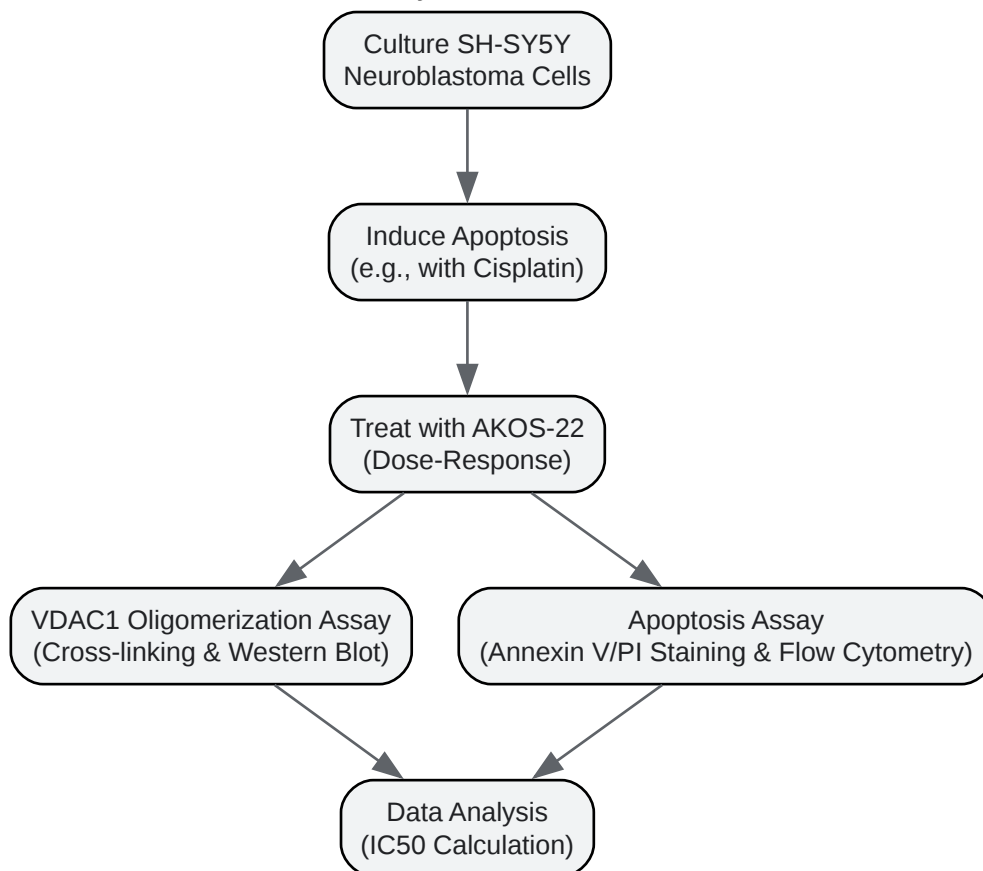 Culture SH-SY5Y
Neuroblastoma Cells
Induce Apoptosis
(e.g., with Cisplatin)
Treat with AKOS-22
(Dose-Response)
VDAC1 Oligomerization Assay
(Cross-linking & Western Blot)
Apoptosis Assay
(Annexin V/PI Staining & Flow Cytometry)
Data Analysis
(IC50 Calculation)